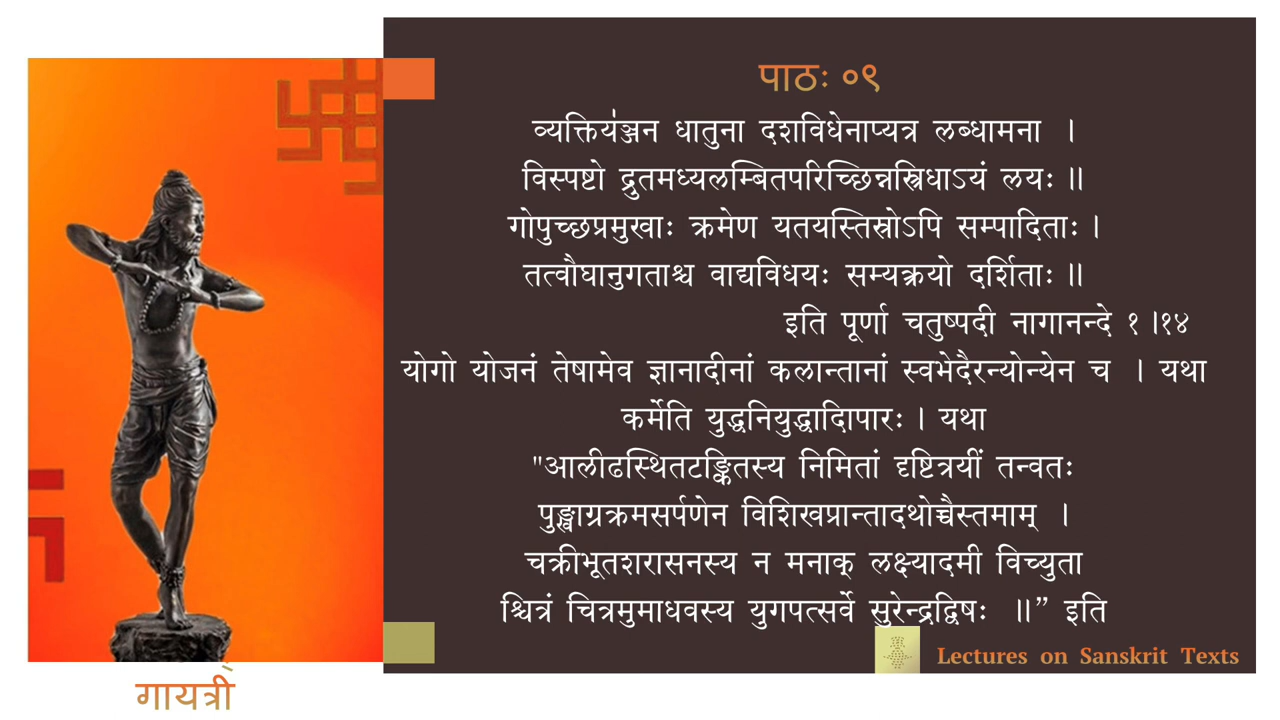 पाठः ०९
व्यक्तिर्यञ्जन धातुना दशविधेनाप्यत्र लब्धामना ।
विस्पष्टो द्रुतमध्यलम्बितपरिच्छिन्नस्त्रिधाऽयं लयः ॥
गोपुच्छप्रमुखाः क्रमेण यतयस्तिस्रोऽपि सम्पादिताः ।
तत्वौघानुगताश्च वाद्यविधयः सम्यक्रयो दर्शिताः ॥
इति पूर्णा चतुष्पदी नागानन्दे १।१४
योगो योजनं तेषामेव ज्ञानादीनां कलान्तानां स्वभेदैरन्योन्येन च । यथा
कर्मेति युद्धनियुद्धादिापारः । यथा
"आलीढस्थितटङ्कितस्य निमितां दृष्टित्रयीं तन्वतः
पुङ्खाग्रक्रमसर्पणेन विशिखप्रान्तादथोच्चैस्तमाम् ।
चक्रीभूतशरासनस्य न मनाक् लक्ष्यादमी विच्युता
श्चित्रं चित्रमुमाधवस्य युगपत्सर्वे सुरेन्द्रद्विषः ॥” इति
Lectures on Sanskrit Texts
गायत्री